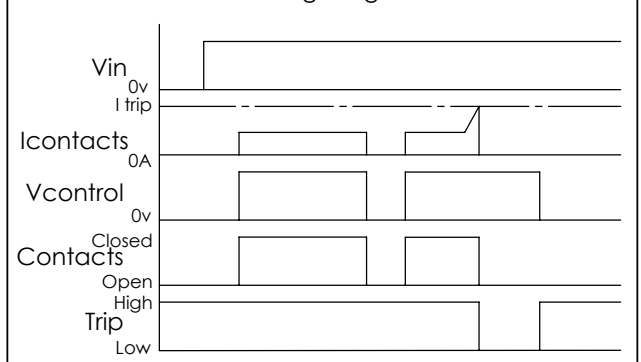 Vin
0v
I trip
Icontacts
0A
Vcontrol
0v
Closed
Contacts
Open
High
Trip
Low